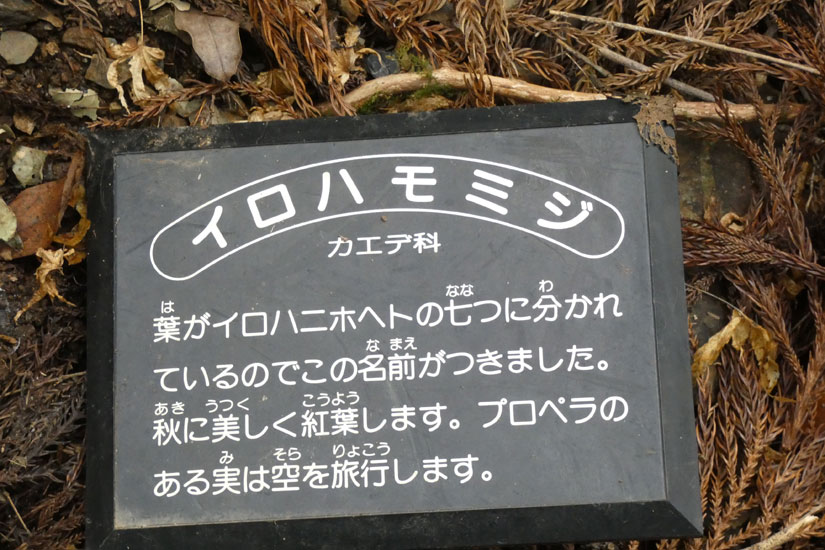 イロハモミジ
カエデ科
葉がイロハニホヘトの七つに分かれ
ているのでこの名前がつきました。
秋に美しく紅葉します。プロペラの
ある実は空を旅行します。